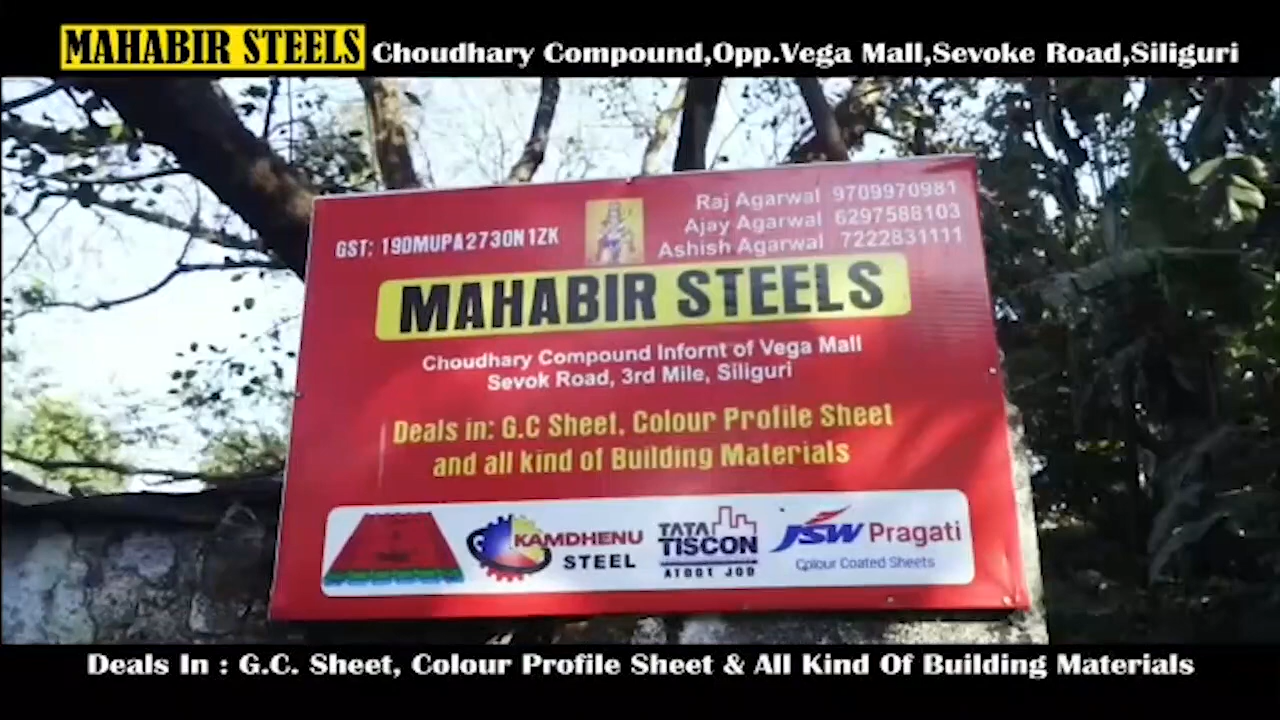 MAHABIR STEELS Choudhary Compound,Opp.Vega Mall,Sevoke Road,Siliguri
Raj Agarwal 9709970981
Ajay Agarwal 6297588103
Ashish Agarwal 7222831111
GST: 19DMUPA2730N1ZK
MAHABIR STEELS
Choudhary Compound Infornt of Vega Mall
Sevok Road, 3rd Mile, Siliguri
Deals in: G.C Sheet, Colour Profile Sheet
and all kind of Building Materials
KAMDHENU
STEEL
TATA
TISCON
JSW Pragati
Colour Coated Sheets
Deals In : G.C. Sheet, Colour Profile Sheet & All Kind Of Building Materials